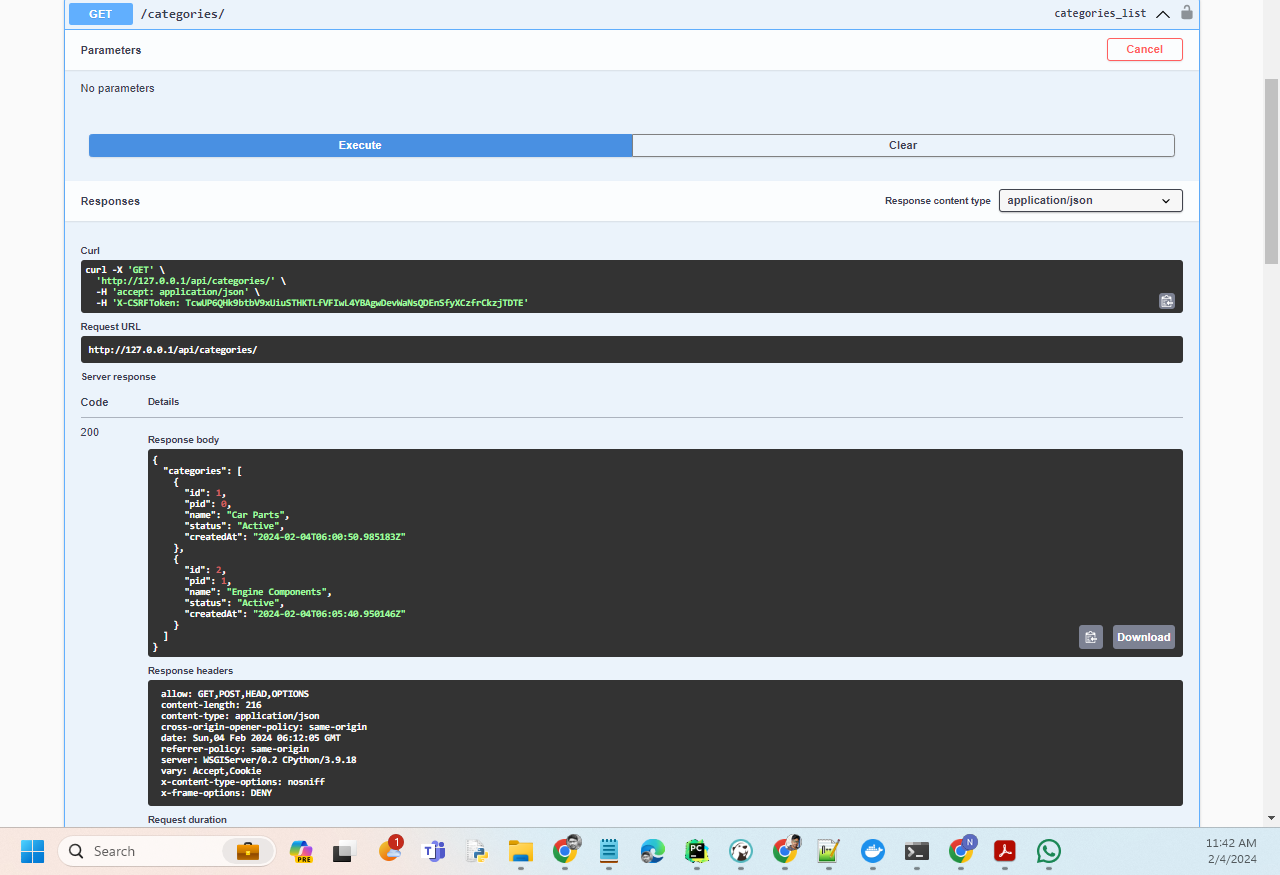 GET /categories/ categories_list
Parameters Cancel
No parameters
Execute Clear
Responses Response content type application/json
Curl
curl -X 'GET' \
'http://127.0.0.1/api/categories/' \
-H 'accept: application/json' \
-H 'X-CSRFToken: TcwUP6QHk9btbV9xUiuSTHKTLfVFIwL4YBAgwDevWaNsQDEnSfyXCzfrCkzjTDTE'
Request URL
http://127.0.0.1/api/categories/
Server response
Code Details
200
Response body
{
"categories": [
{
"id": 1,
"pid": 0,
"name": "Car Parts",
"status": "Active",
"createdAt": "2024-02-04T06:00:50.985183Z"
},
{
"id": 2,
"pid": 1,
"name": "Engine Components",
"status": "Active",
"createdAt": "2024-02-04T06:05:40.950146Z"
}
]
}
Download
Response headers
allow: GET,POST,HEAD,OPTIONS
content-length: 216
content-type: application/json
cross-origin-opener-policy: same-origin
date: Sun,04 Feb 2024 06:12:05 GMT
referrer-policy: same-origin
server: WSGIServer/0.2 CPython/3.9.18
vary: Accept,Cookie
x-content-type-options: nosniff
x-frame-options: DENY
Request duration
Search PRE 1 T PC N 11:42 AM
2/4/2024